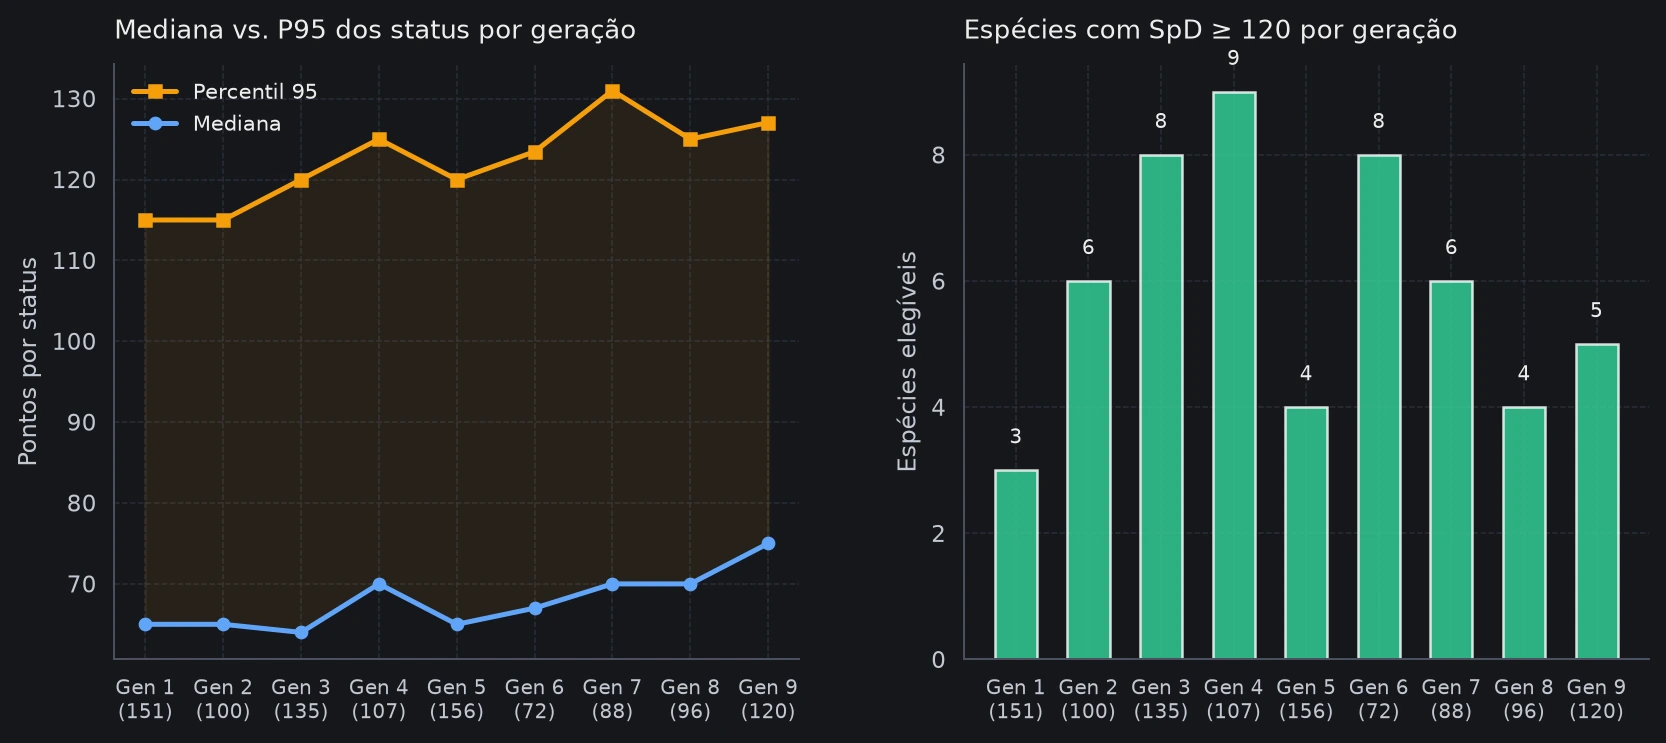 Mediana vs. P95 dos status por geração
Percentil 95
Mediana
Pontos por status
130
120
110
100
90
80
70
Gen 1 Gen 2 Gen 3 Gen 4 Gen 5 Gen 6 Gen 7 Gen 8 Gen 9
(151) (100) (135) (107) (156) (72) (88) (96) (120)
Espécies com SpD ≥ 120 por geração
Espécies elegíveis
8
6
4
2
0
3
6
8
9
4
8
6
4
5
Gen 1 Gen 2 Gen 3 Gen 4 Gen 5 Gen 6 Gen 7 Gen 8 Gen 9
(151) (100) (135) (107) (156) (72) (88) (96) (120)